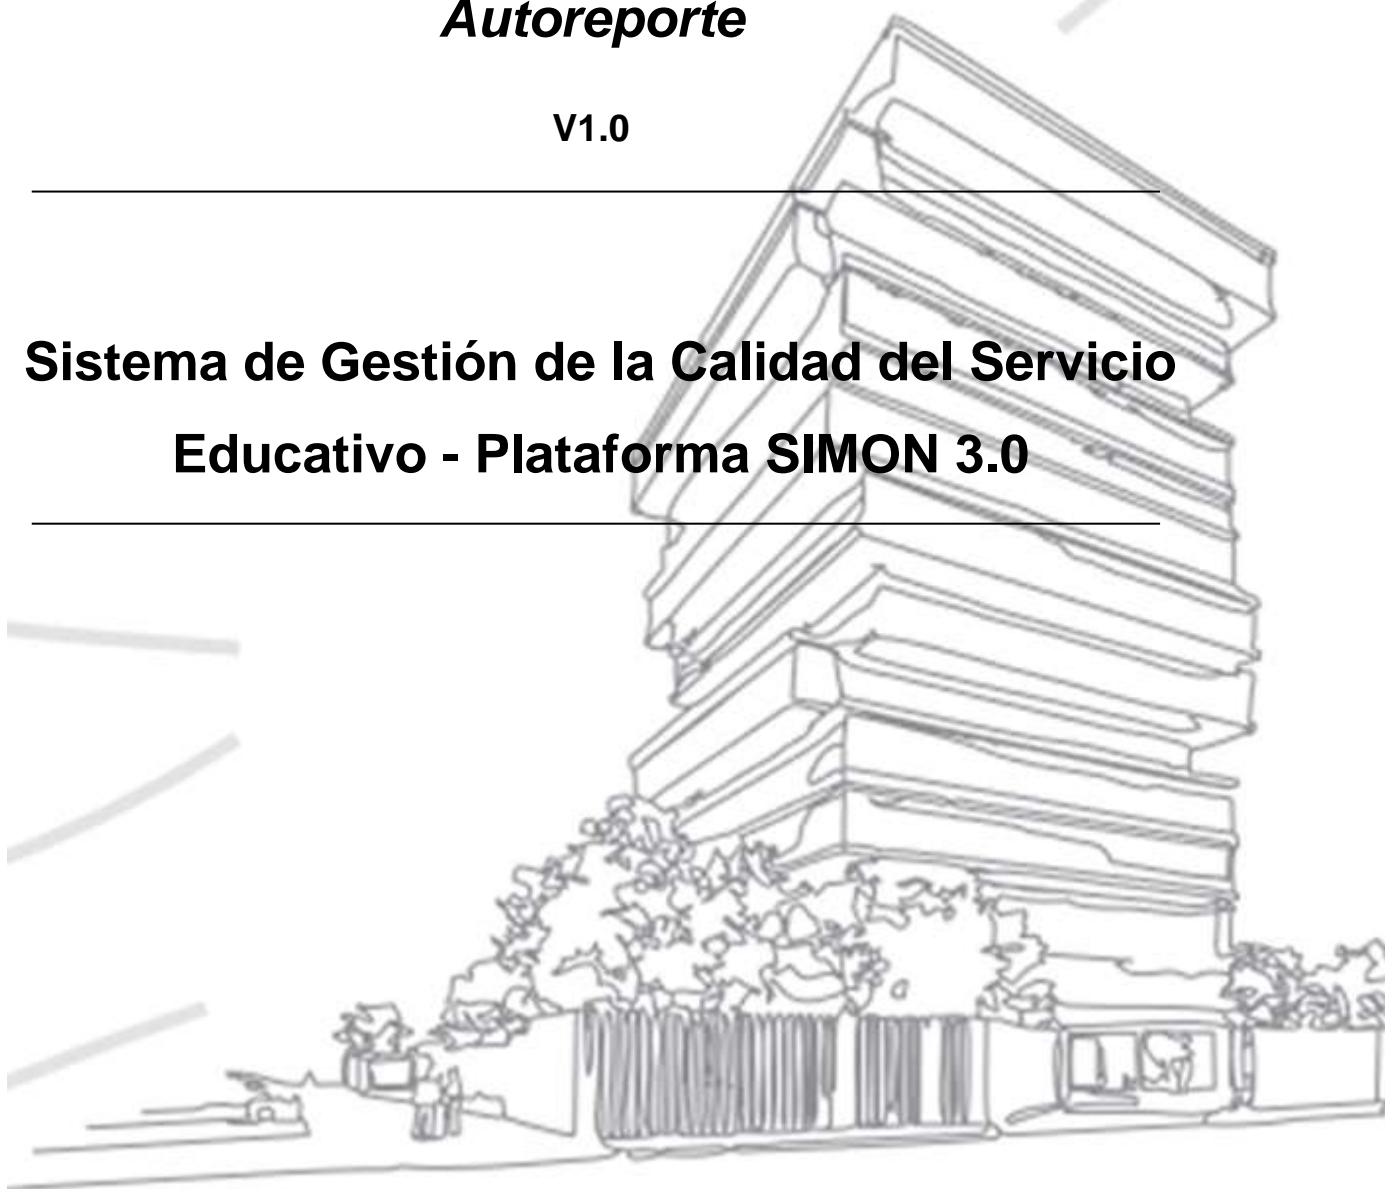 Autoreporte
V1.0
Sistema de Gestión de la Calidad del Servicio
Educativo - Plataforma SIMON 3.0